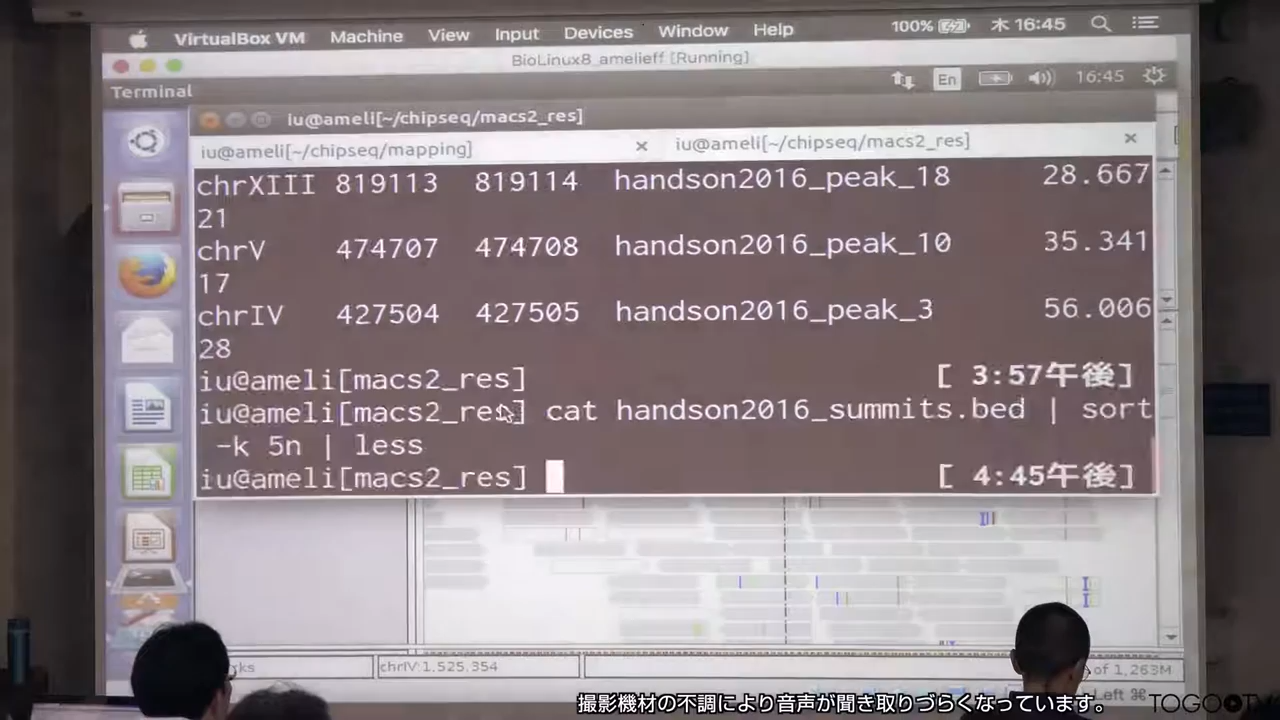 VirtualBox VM Machine View Input Devices Window Help 100% 木 16:45
BioLinux8_amelieff [Running]
Terminal En 16:45
iu@ameli[~/chipseq/macs2_res]
iu@ameli[~/chipseq/mapping] × iu@ameli[~/chipseq/macs2_res] ×
chrXIII 819113 819114 handson2016_peak_18 28.667
21
chrV 474707 474708 handson2016_peak_10 35.341
17
chrIV 427504 427505 handson2016_peak_3 56.006
28
iu@ameli[macs2_res] [ 3:57午後]
iu@ameli[macs2_res] cat handson2016_summits.bed | sort
-k 5n | less
iu@ameli[macs2_res] [ 4:45午後]
chrIV:1,525,354 of 1,263M
Left ⌘
撮影機材の不調により音声が聞き取りづらくなっています。
TOGOTV